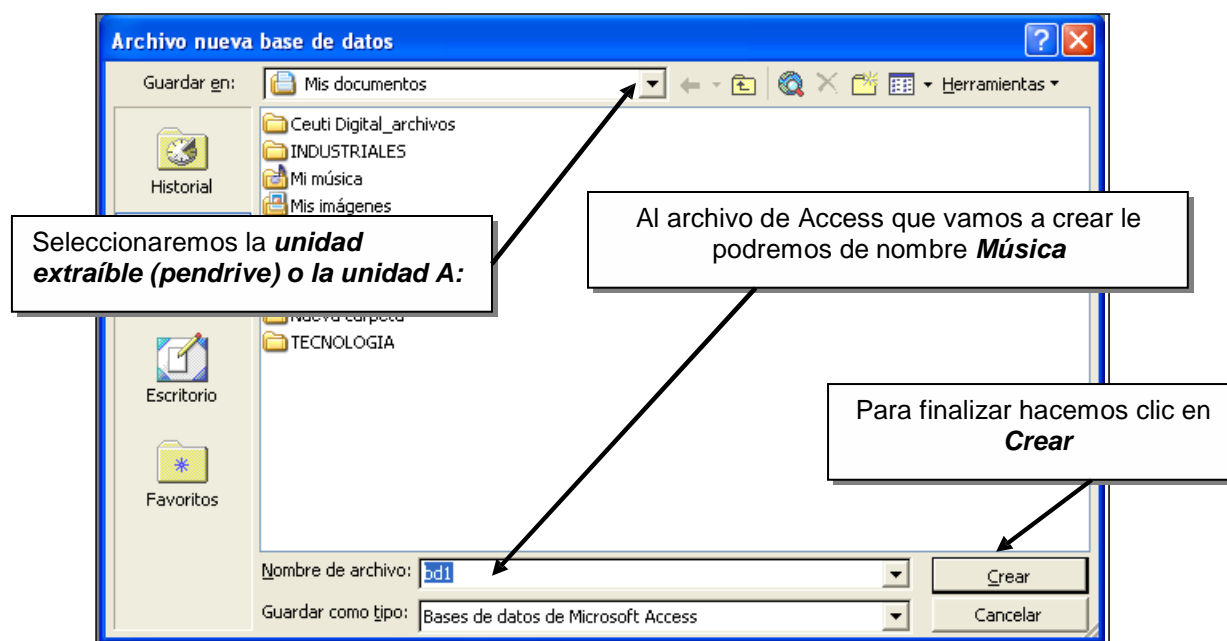 Archivo nueva base de datos
Guardar en: Mis documentos Herramientas
Ceuti Digital_archivos
INDUSTRIALES
Mi música
Mis imágenes
Historial
Seleccionaremos la unidad
extraíble (pendrive) o la unidad A:
Al archivo de Access que vamos a crear le
podremos de nombre Música
Nueva carpeta
TECNOLOGIA
Escritorio
Favoritos
Para finalizar hacemos clic en
Crear
Nombre de archivo: bd1 Crear
Guardar como tipo: Bases de datos de Microsoft Access Cancelar